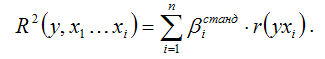 R²(y, x₁…xᵢ) = ∑ᵢ₌₁ⁿ βᵢ^станд · r(yxᵢ).